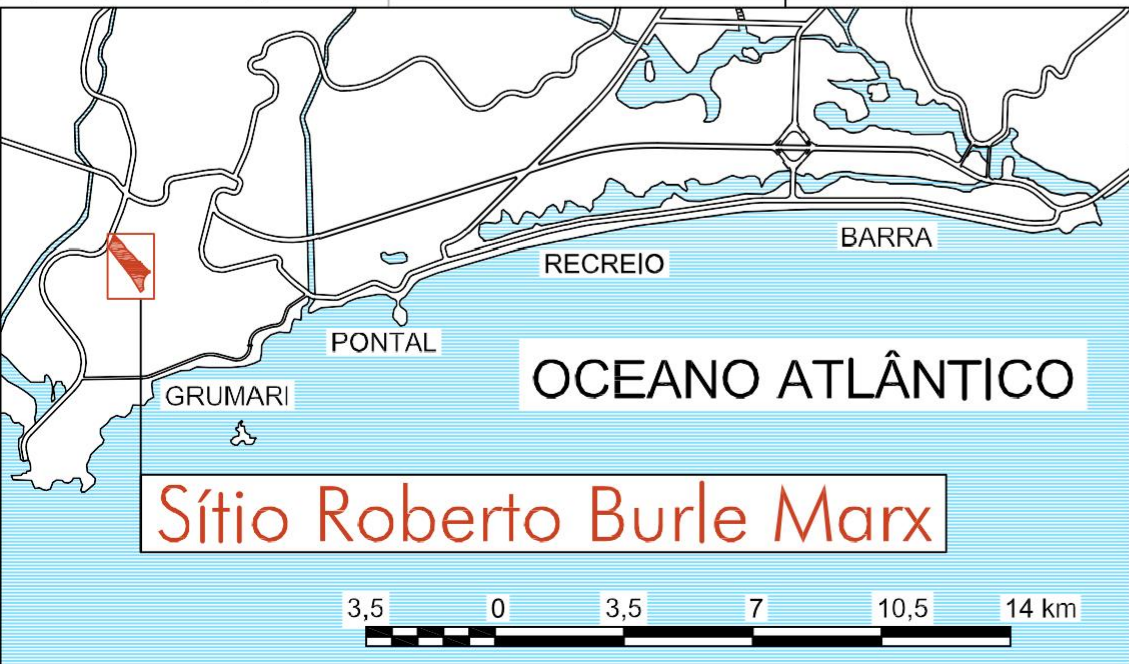 BARRA
RECREIO
PONTAL
OCEANO ATLÂNTICO
GRUMARI
Sítio Roberto Burle Marx
3,5 0 3,5 7 10,5 14 km